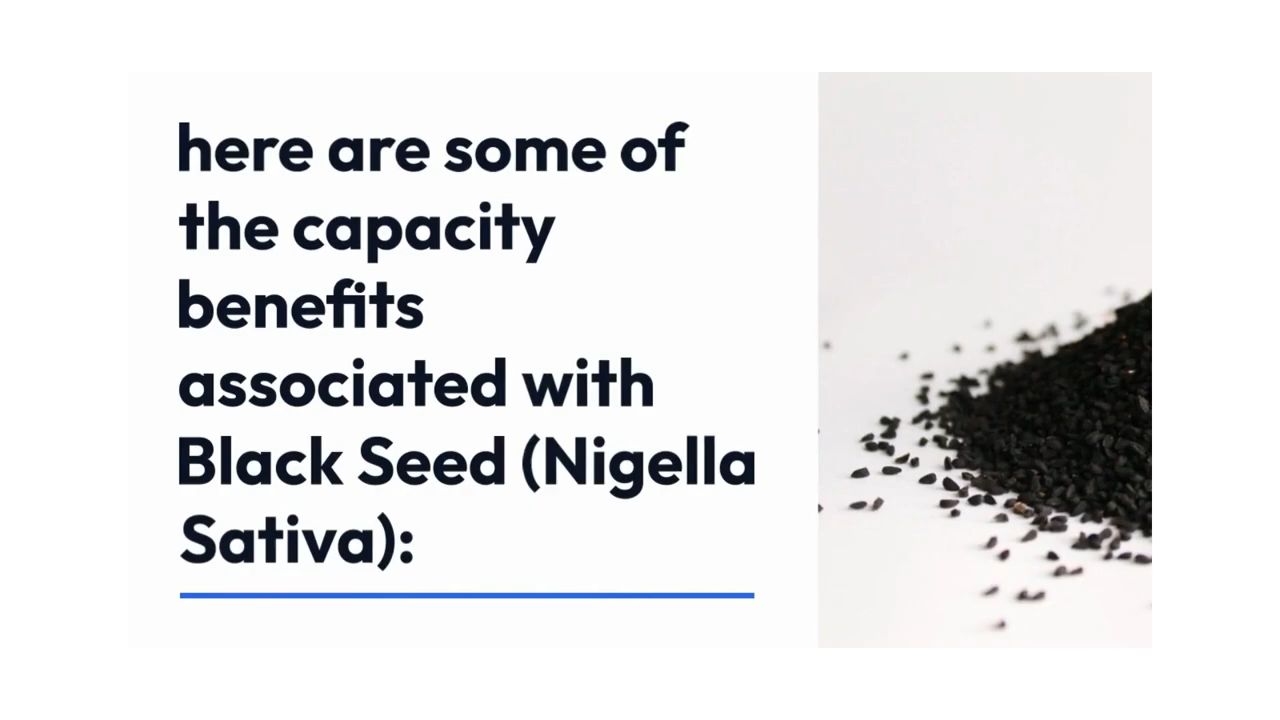 here are some of
the capacity
benefits
associated with
Black Seed (Nigella
Sativa):